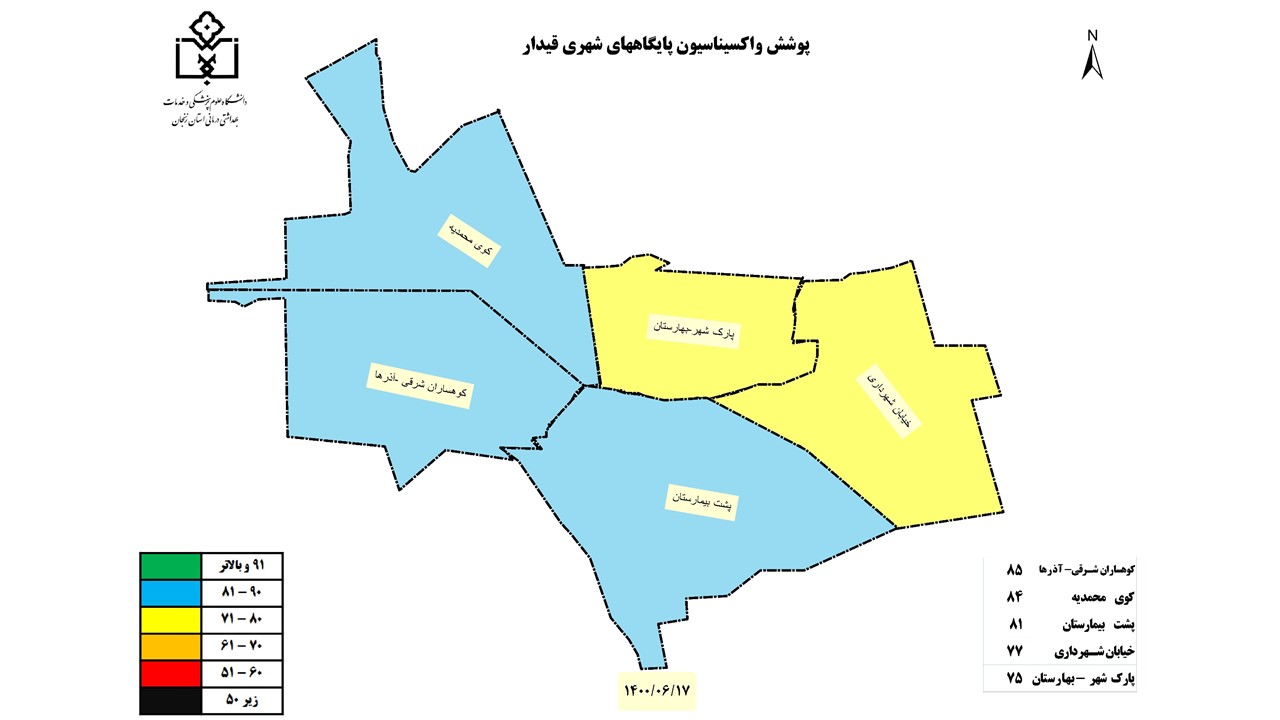 پوشش واکسیناسیون پایگاههای شهری قیدار
N
دانشگاه علوم پزشکی و خدمات
بهداشتی درمانی استان زنجان
کوی محمدیه
پارک شهر-بهارستان
خیابان شهرداری
کوهساران شرقی -آذرها
پشت بیمارستان
۹۱ و بالاتر
۸۱ – ۹۰
۷۱ – ۸۰
۶۱ – ۷۰
۵۱ – ۶۰
زیر ۵۰
کوهساران شرقی – آذرها ۸۵
کوی محمدیه ۸۴
پشت بیمارستان ۸۱
خیابان شهرداری ۷۷
پارک شهر – بهارستان ۷۵
۱۴۰۰/۰۶/۱۷